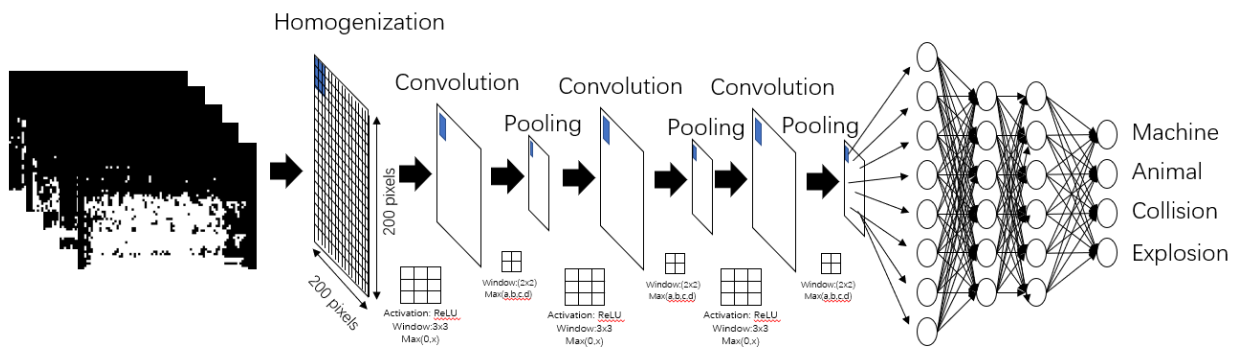 Homogenization
200 pixels
200 pixels
Convolution
Pooling
Convolution
Pooling
Convolution
Pooling
Activation: ReLU
Window:3x3
Max(0,x)
Window:(2x2)
Max(a,b,c,d)
Activation: ReLU
Window:3x3
Max(0,x)
Window:(2x2)
Max(a,b,c,d)
Activation: ReLU
Window:3x3
Max(0,x)
Window:(2x2)
Max(a,b,c,d)
Machine
Animal
Collision
Explosion